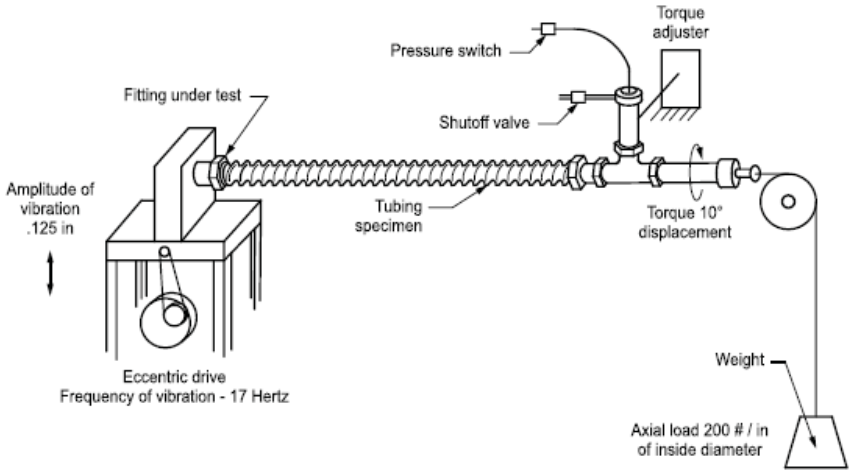 Torque
adjuster
Pressure switch
Fitting under test
Shutoff valve
Amplitude of
vibration
.125 in
Tubing
specimen
Torque 10°
displacement
Eccentric drive
Frequency of vibration - 17 Hertz
Weight
Axial load 200 # / in
of inside diameter